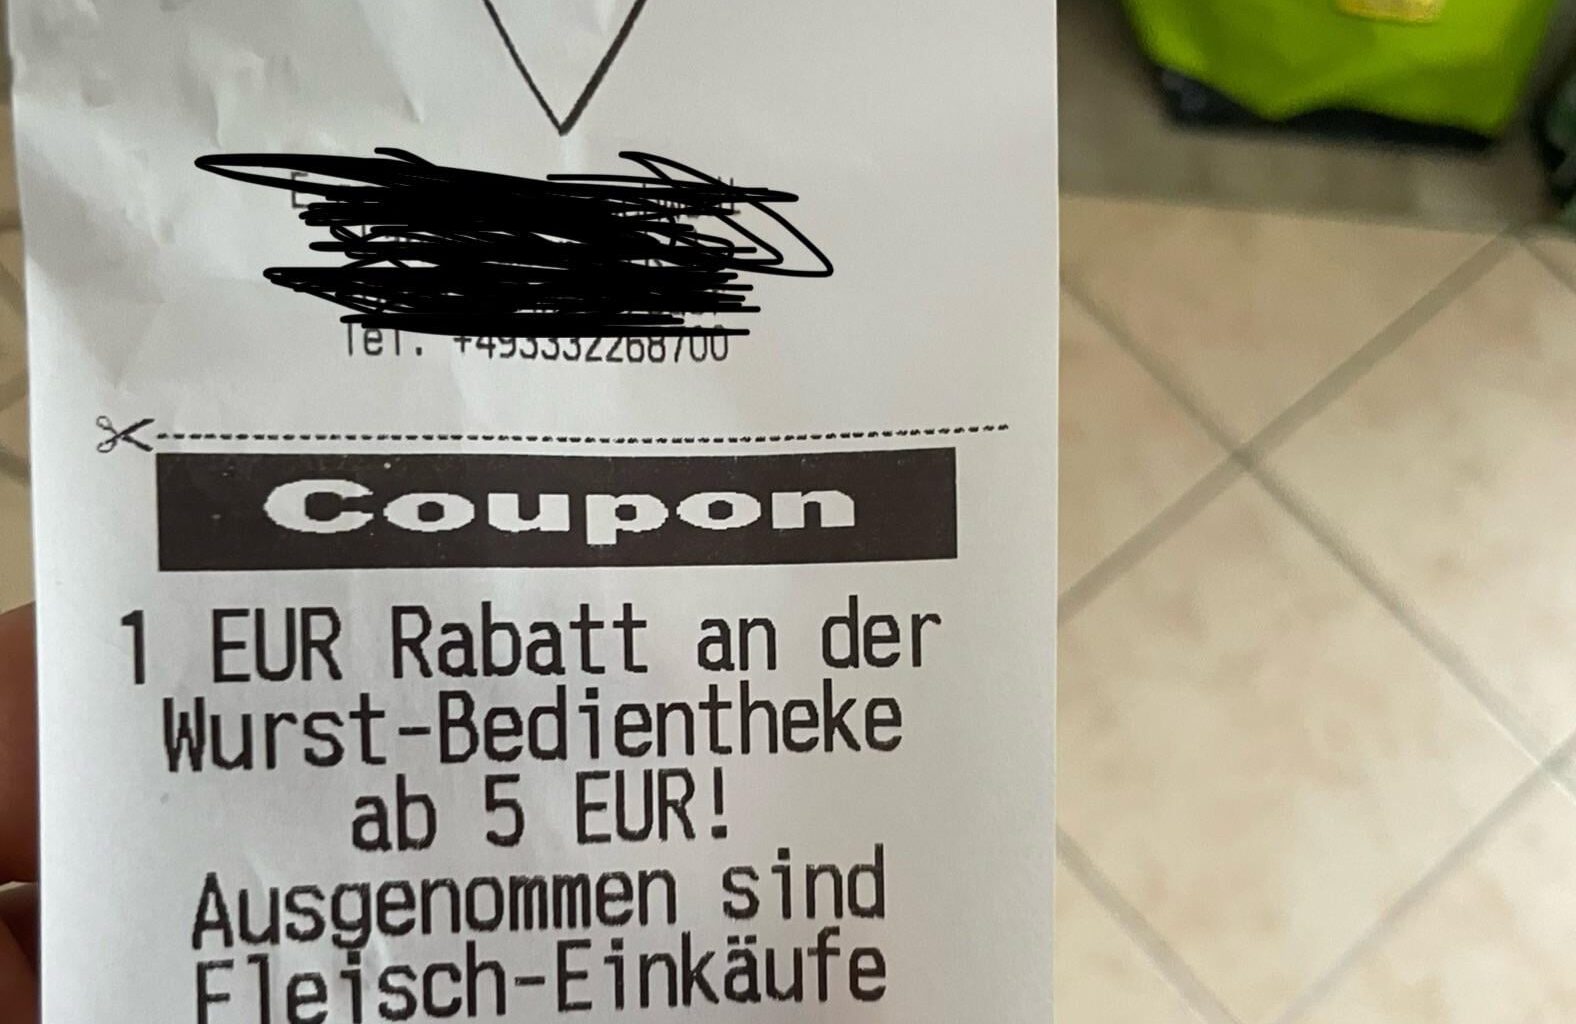 Tel. +493332268700
Coupon
1 EUR Rabatt an der
Wurst-Bedientheke
ab 5 EUR!
Ausgenommen sind
Fleisch-Einkäufe